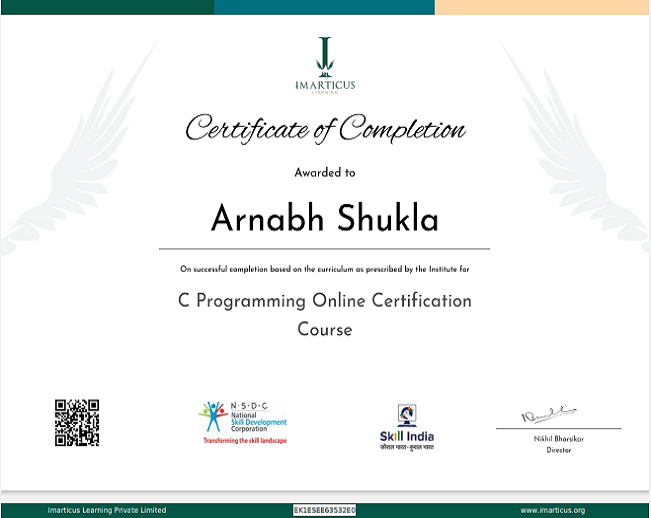 IMARTICUS
LEARNING
Certificate of Completion
Awarded to
Arnabh Shukla
On successful completion based on the curriculum as prescribed by the Institute for
C Programming Online Certification
Course
N·S·D·C
National
Skill Development
Corporation
Transforming the skill landscape
Skill India
कौशल भारत-कुशल भारत
Nikhil Bharsikar
Director
Imarticus Learning Private Limited
EK1ESEE63532E0
www.imarticus.org